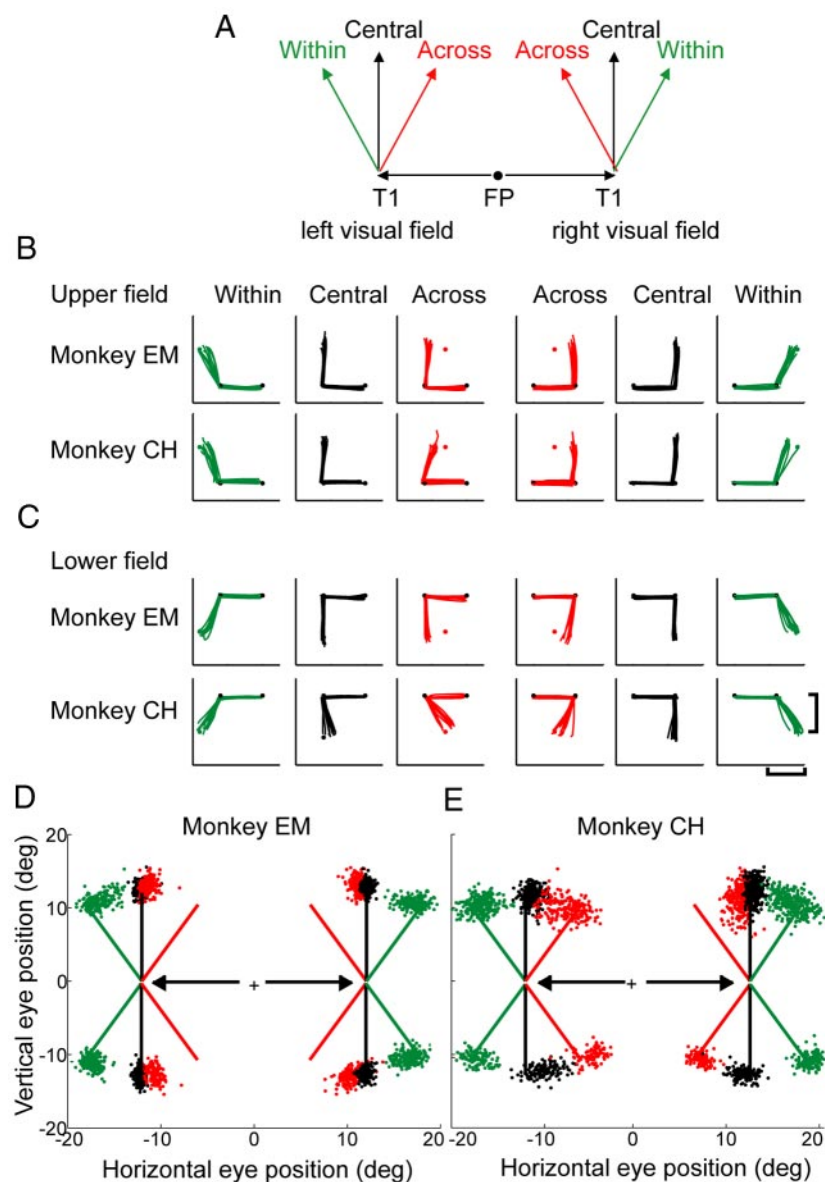 A
Central Central
Within Across Across Within
T1 FP T1
left visual field right visual field
B
Upper field Within Central Across Across Central Within
Monkey EM
Monkey CH
C
Lower field
Monkey EM
Monkey CH
D Monkey EM
E Monkey CH
Vertical eye position (deg)
20
10
0
-10
-20
+
+
-20 -10 0 10 20
-20 -10 0 10 20
Horizontal eye position (deg) Horizontal eye position (deg)